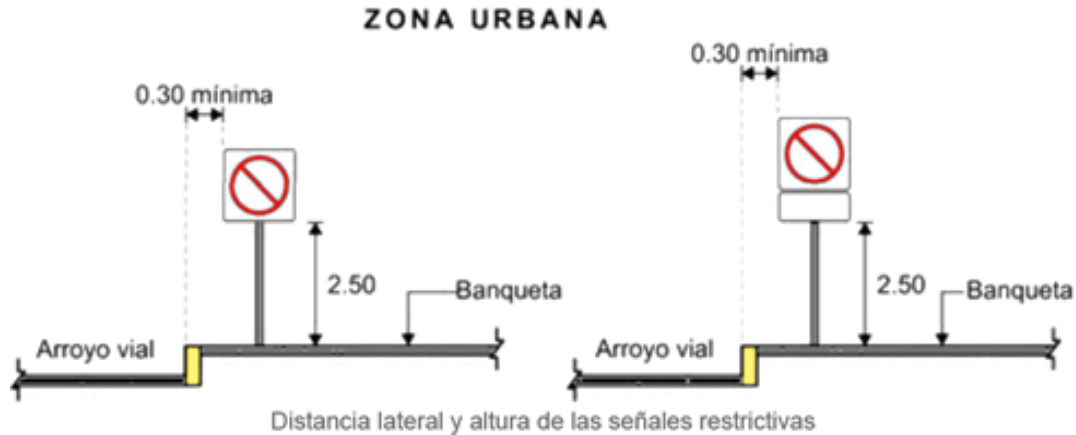 ZONA URBANA
0.30 mínima
0.30 mínima
2.50
Banqueta
2.50
Banqueta
Arroyo vial
Arroyo vial
Distancia lateral y altura de las señales restrictivas